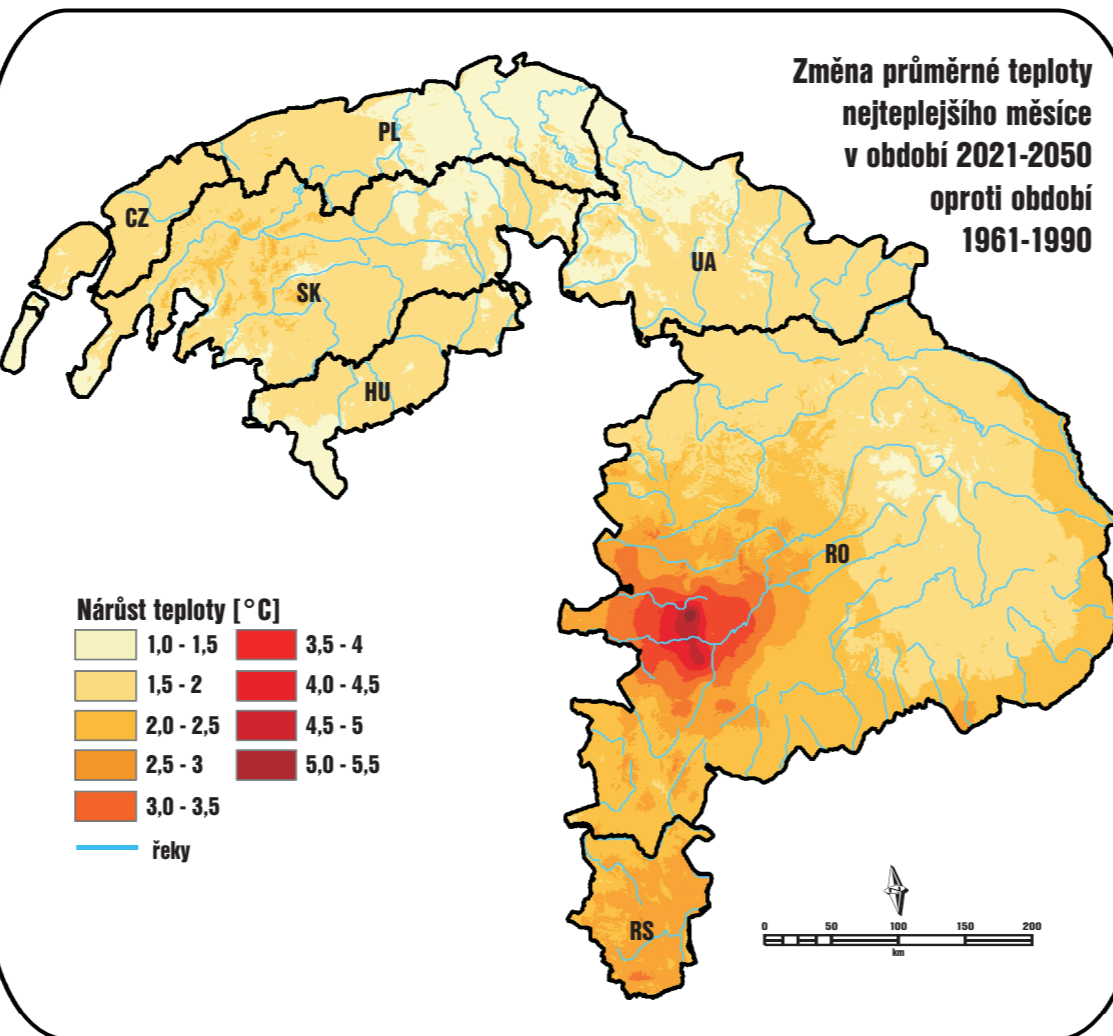 Změna průměrné teploty
nejteplejšího měsíce
v období 2021-2050
oproti období
1961-1990
PL
CZ
SK
UA
HU
RO
RS
Nárůst teploty [°C]
1,0 - 1,5
1,5 - 2
2,0 - 2,5
2,5 - 3
3,0 - 3,5
3,5 - 4
4,0 - 4,5
4,5 - 5
5,0 - 5,5
řeky
0 50 100 150 200
km